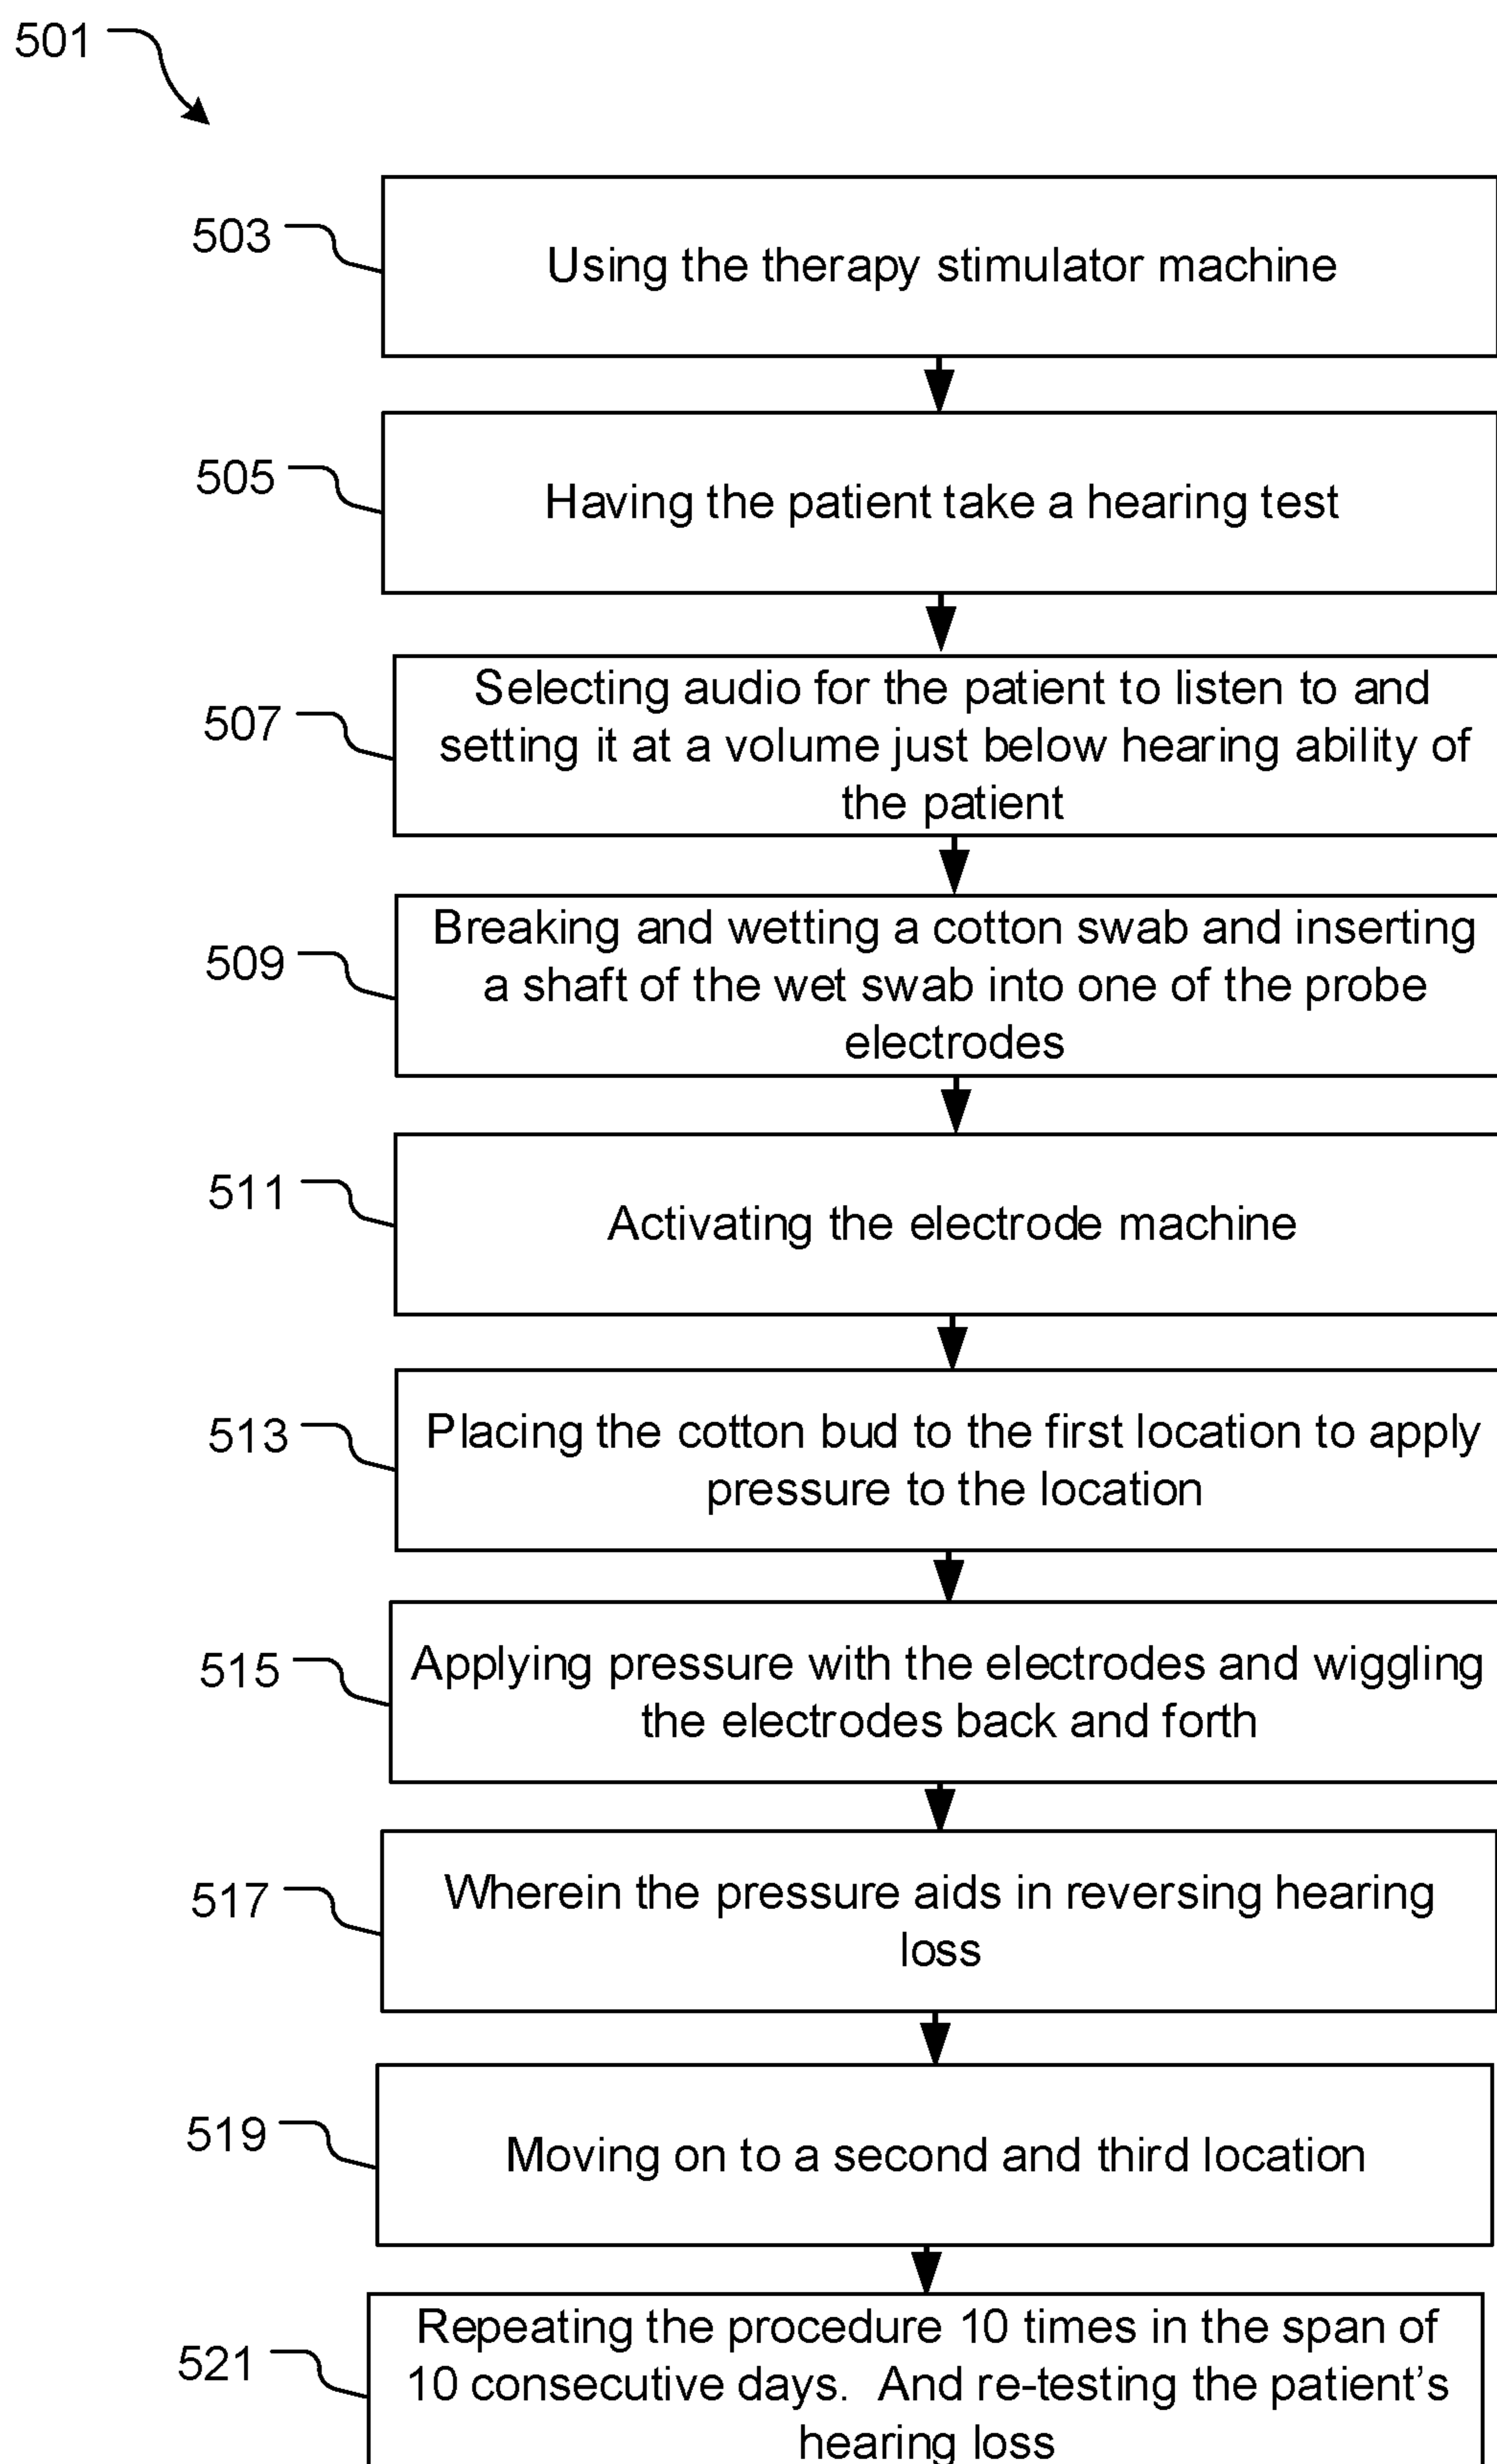 501
503
Using the therapy stimulator machine
505
Having the patient take a hearing test
507
Selecting audio for the patient to listen to and
setting it at a volume just below hearing ability of
the patient
509
Breaking and wetting a cotton swab and inserting
a shaft of the wet swab into one of the probe
electrodes
511
Activating the electrode machine
513
Placing the cotton bud to the first location to apply
pressure to the location
515
Applying pressure with the electrodes and wiggling
the electrodes back and forth
517
Wherein the pressure aids in reversing hearing
loss
519
Moving on to a second and third location
521
Repeating the procedure 10 times in the span of
10 consecutive days.  And re-testing the patient’s
hearing loss